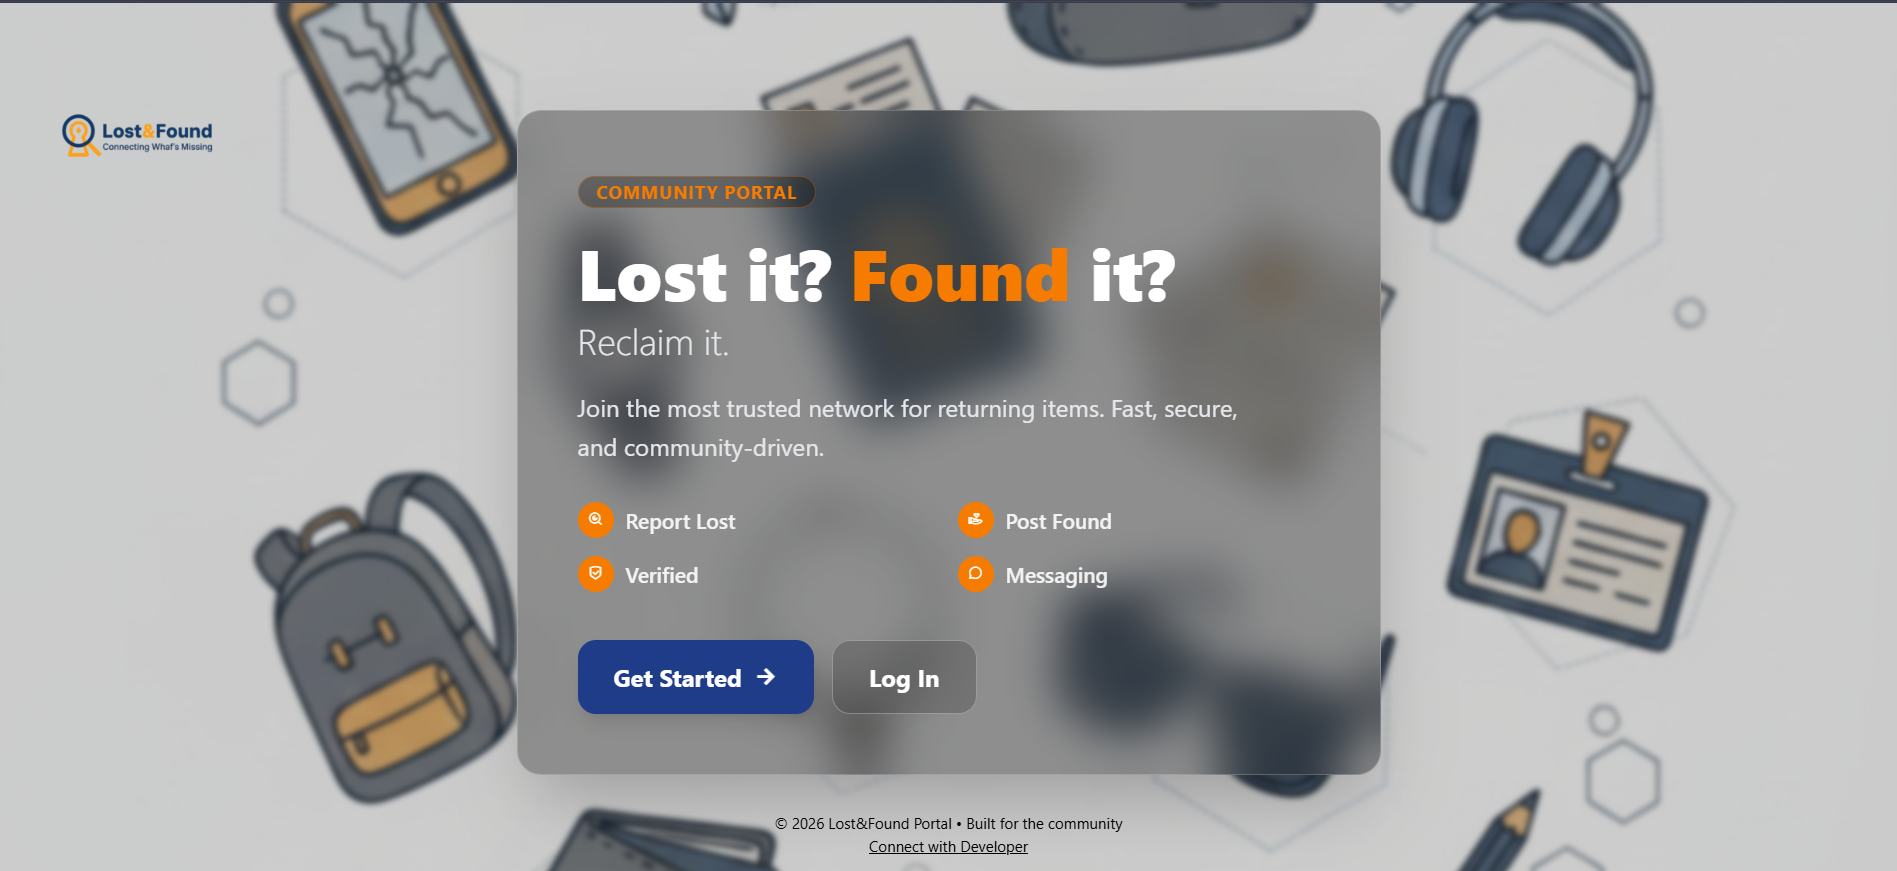 Lost&Found
Connecting What's Missing
COMMUNITY PORTAL
Lost it? Found it?
Reclaim it.
Join the most trusted network for returning items. Fast, secure,
and community-driven.
Report Lost
Post Found
Verified
Messaging
Get Started →
Log In
© 2026 Lost&Found Portal • Built for the community
Connect with Developer